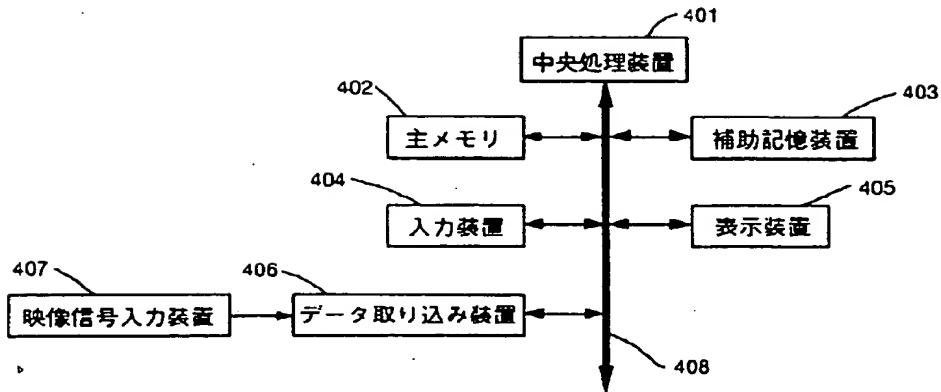 401
中央処理装置
402
主メモリ
403
補助記憶装置
404
入力装置
405
表示装置
407
映像信号入力装置
406
データ取り込み装置
408